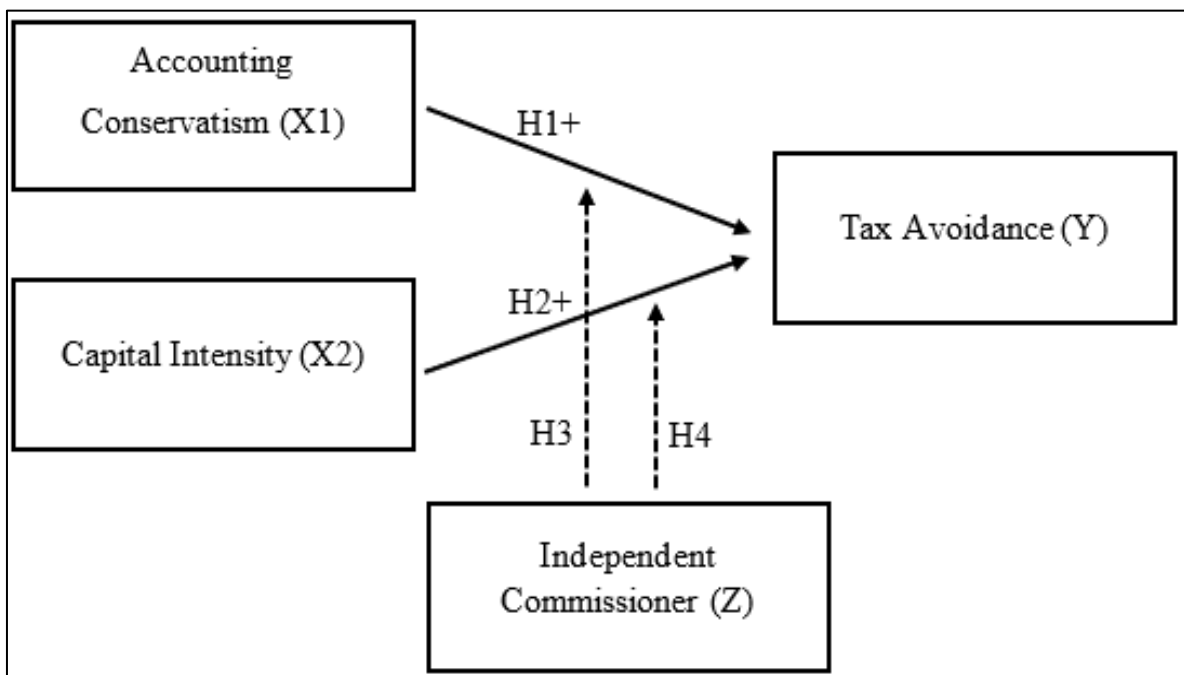 Accounting
Conservatism (X1)
H1+
Tax Avoidance (Y)
H2+
Capital Intensity (X2)
H3
H4
Independent
Commissioner (Z)